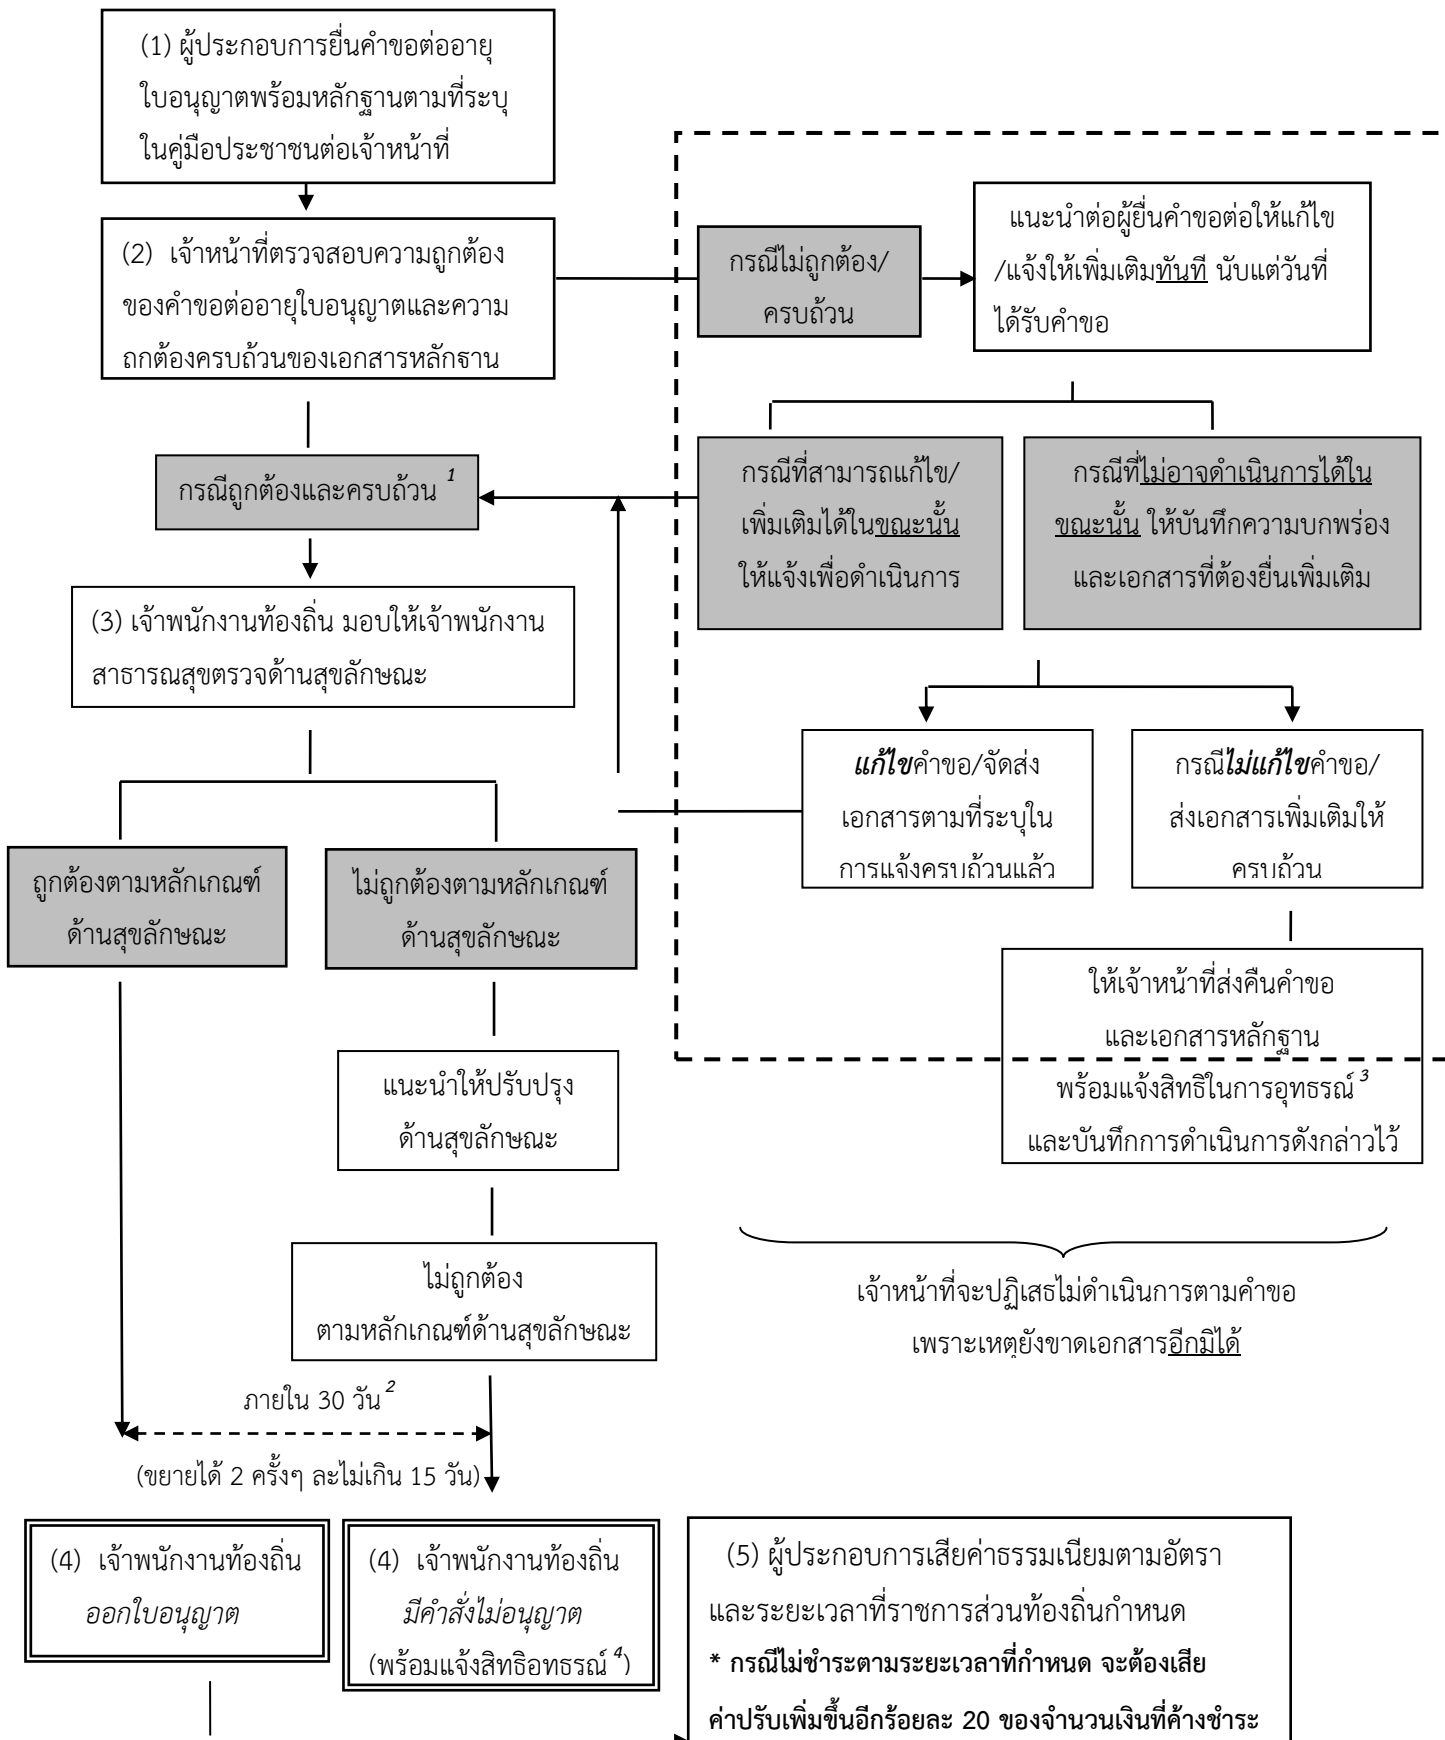 (1) ผู้ประกอบการยื่นคำขอต่ออายุ
ใบอนุญาตพร้อมหลักฐานตามที่ระบุ
ในคู่มือประชาชนต่อเจ้าหน้าที่
(2) เจ้าหน้าที่ตรวจสอบความถูกต้อง
ของคำขอต่ออายุใบอนุญาตและความ
ถูกต้องครบถ้วนของเอกสารหลักฐาน
กรณีไม่ถูกต้อง/
ครบถ้วน
แนะนำต่อผู้ยื่นคำขอต่อให้แก้ไข
/แจ้งให้เพิ่มเติมทันที นับแต่วันที่
ได้รับคำขอ
กรณีถูกต้องและครบถ้วน 1
กรณีที่สามารถแก้ไข/
เพิ่มเติมได้ในขณะนั้น
ให้แจ้งเพื่อดำเนินการ
กรณีที่ไม่อาจดำเนินการได้ใน
ขณะนั้น ให้บันทึกความบกพร่อง
และเอกสารที่ต้องยื่นเพิ่มเติม
(3) เจ้าพนักงานท้องถิ่น มอบให้เจ้าพนักงาน
สาธารณสุขตรวจด้านสุขลักษณะ
แก้ไขคำขอ/จัดส่ง
เอกสารตามที่ระบุใน
การแจ้งครบถ้วนแล้ว
กรณีไม่แก้ไขคำขอ/
ส่งเอกสารเพิ่มเติมให้
ครบถ้วน
ถูกต้องตามหลักเกณฑ์
ด้านสุขลักษณะ
ไม่ถูกต้องตามหลักเกณฑ์
ด้านสุขลักษณะ
ให้เจ้าหน้าที่ส่งคืนคำขอ
และเอกสารหลักฐาน
พร้อมแจ้งสิทธิในการอุทธรณ์ 3
และบันทึกการดำเนินการดังกล่าวไว้
แนะนำให้ปรับปรุง
ด้านสุขลักษณะ
ไม่ถูกต้อง
ตามหลักเกณฑ์ด้านสุขลักษณะ
เจ้าหน้าที่จะปฏิเสธไม่ดำเนินการตามคำขอ
เพราะเหตุยังขาดเอกสารอีกมิได้
ภายใน 30 วัน 2
(ขยายได้ 2 ครั้งๆ ละไม่เกิน 15 วัน)
(4) เจ้าพนักงานท้องถิ่น
ออกใบอนุญาต
(4) เจ้าพนักงานท้องถิ่น
มีคำสั่งไม่อนุญาต
(พร้อมแจ้งสิทธิอุทธรณ์ 4)
(5) ผู้ประกอบการเสียค่าธรรมเนียมตามอัตรา
และระยะเวลาที่ราชการส่วนท้องถิ่นกำหนด
* กรณีไม่ชำระตามระยะเวลาที่กำหนด จะต้องเสีย
ค่าปรับเพิ่มขึ้นอีกร้อยละ 20 ของจำนวนเงินที่ค้างชำระ